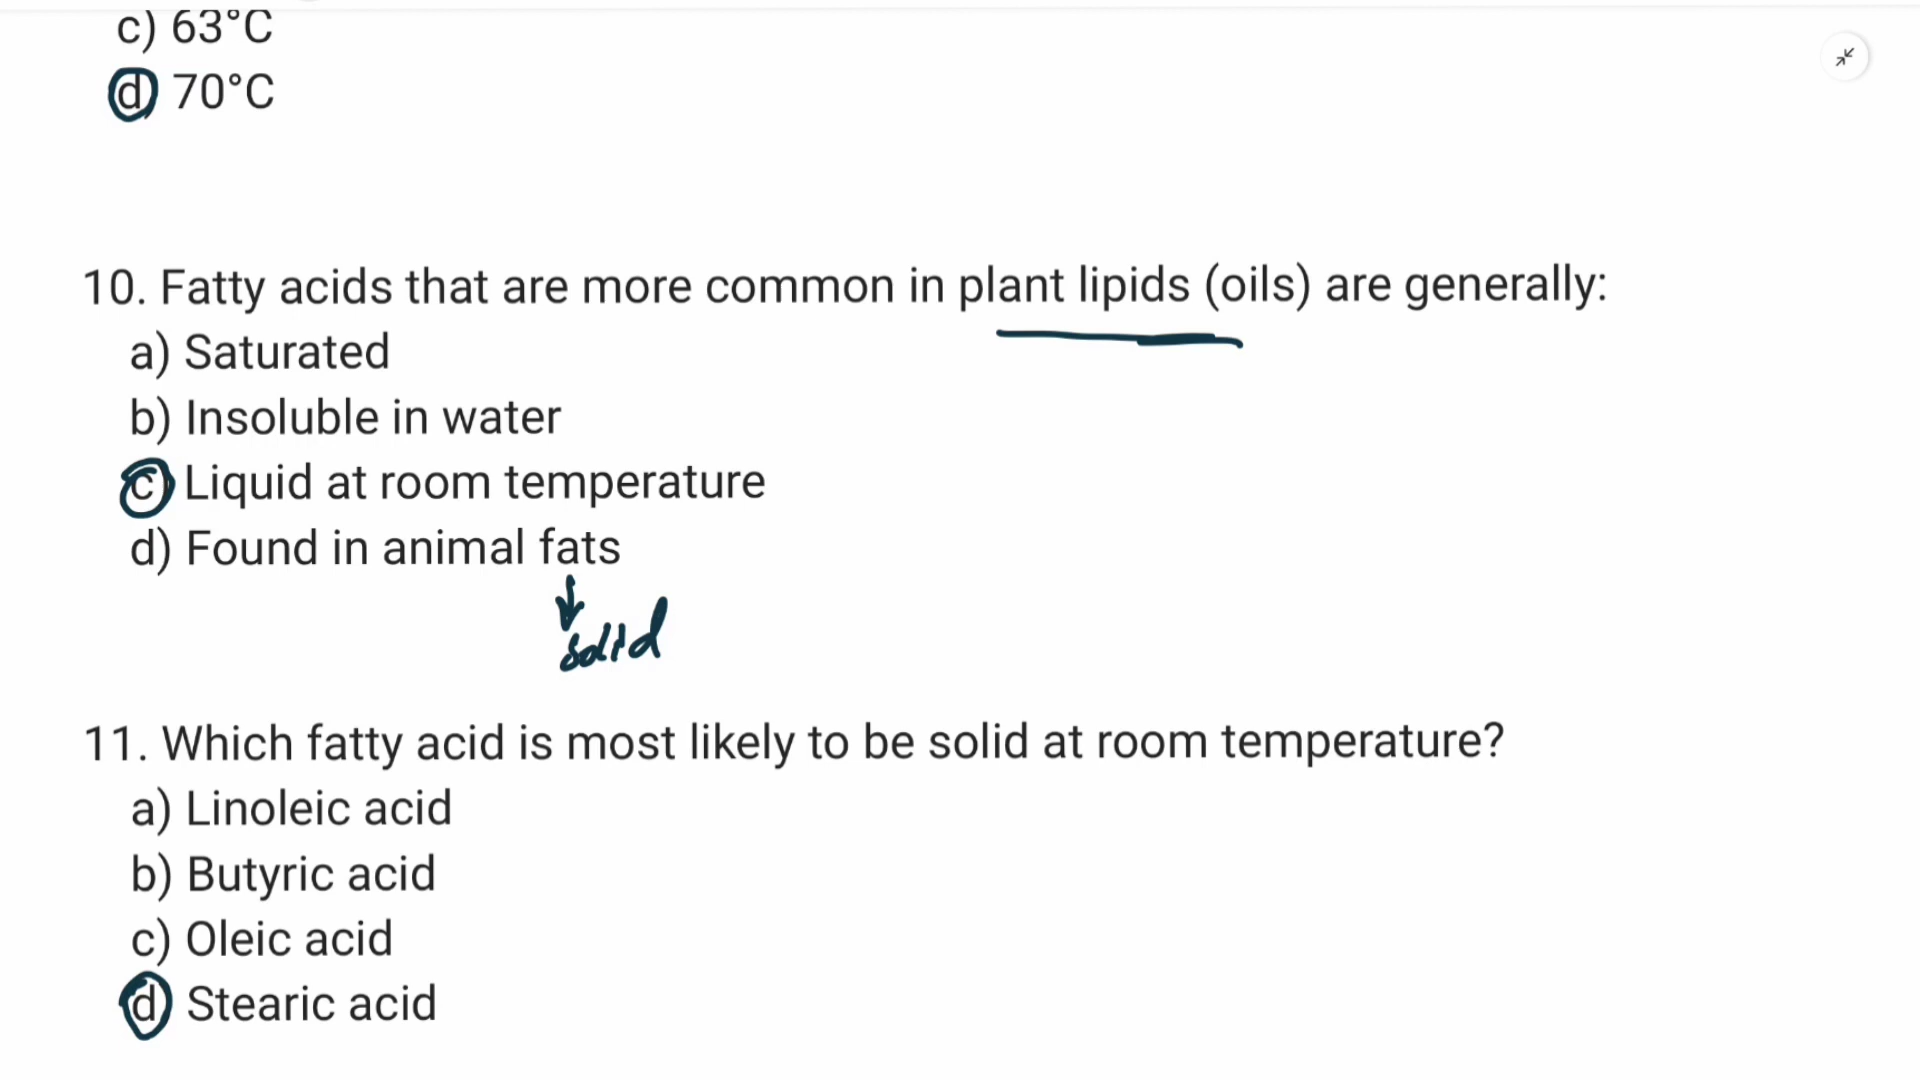 c) 63°C
d) 70°C
10. Fatty acids that are more common in plant lipids (oils) are generally:
a) Saturated
b) Insoluble in water
c) Liquid at room temperature
d) Found in animal fats
solid
11. Which fatty acid is most likely to be solid at room temperature?
a) Linoleic acid
b) Butyric acid
c) Oleic acid
d) Stearic acid